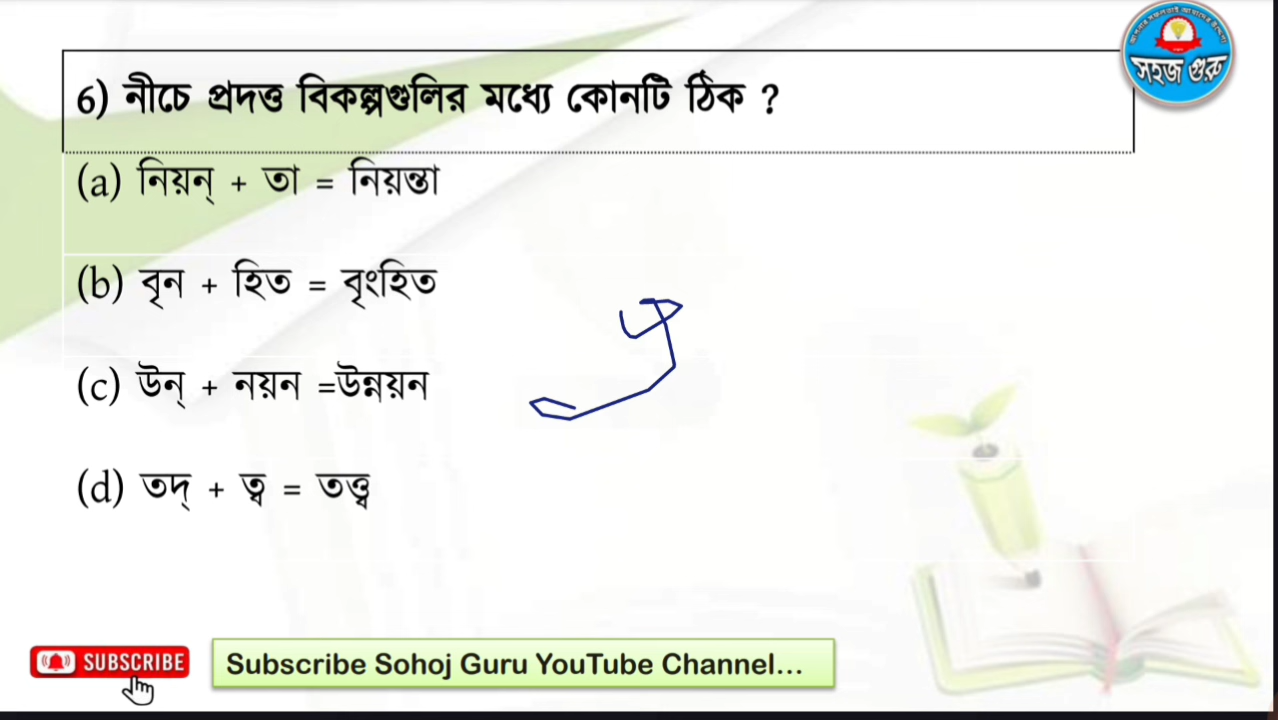 সহজ গুরু
6) নীচে প্রদত্ত বিকল্পগুলির মধ্যে কোনটি ঠিক ?
(a) নিয়ন্ + তা = নিয়ন্তা
(b) বৃন + হিত = বৃংহিত
(c) উন্ + নয়ন =উন্নয়ন
(d) তদ্ + ত্ব = তত্ত্ব
SUBSCRIBE
Subscribe Sohoj Guru YouTube Channel...